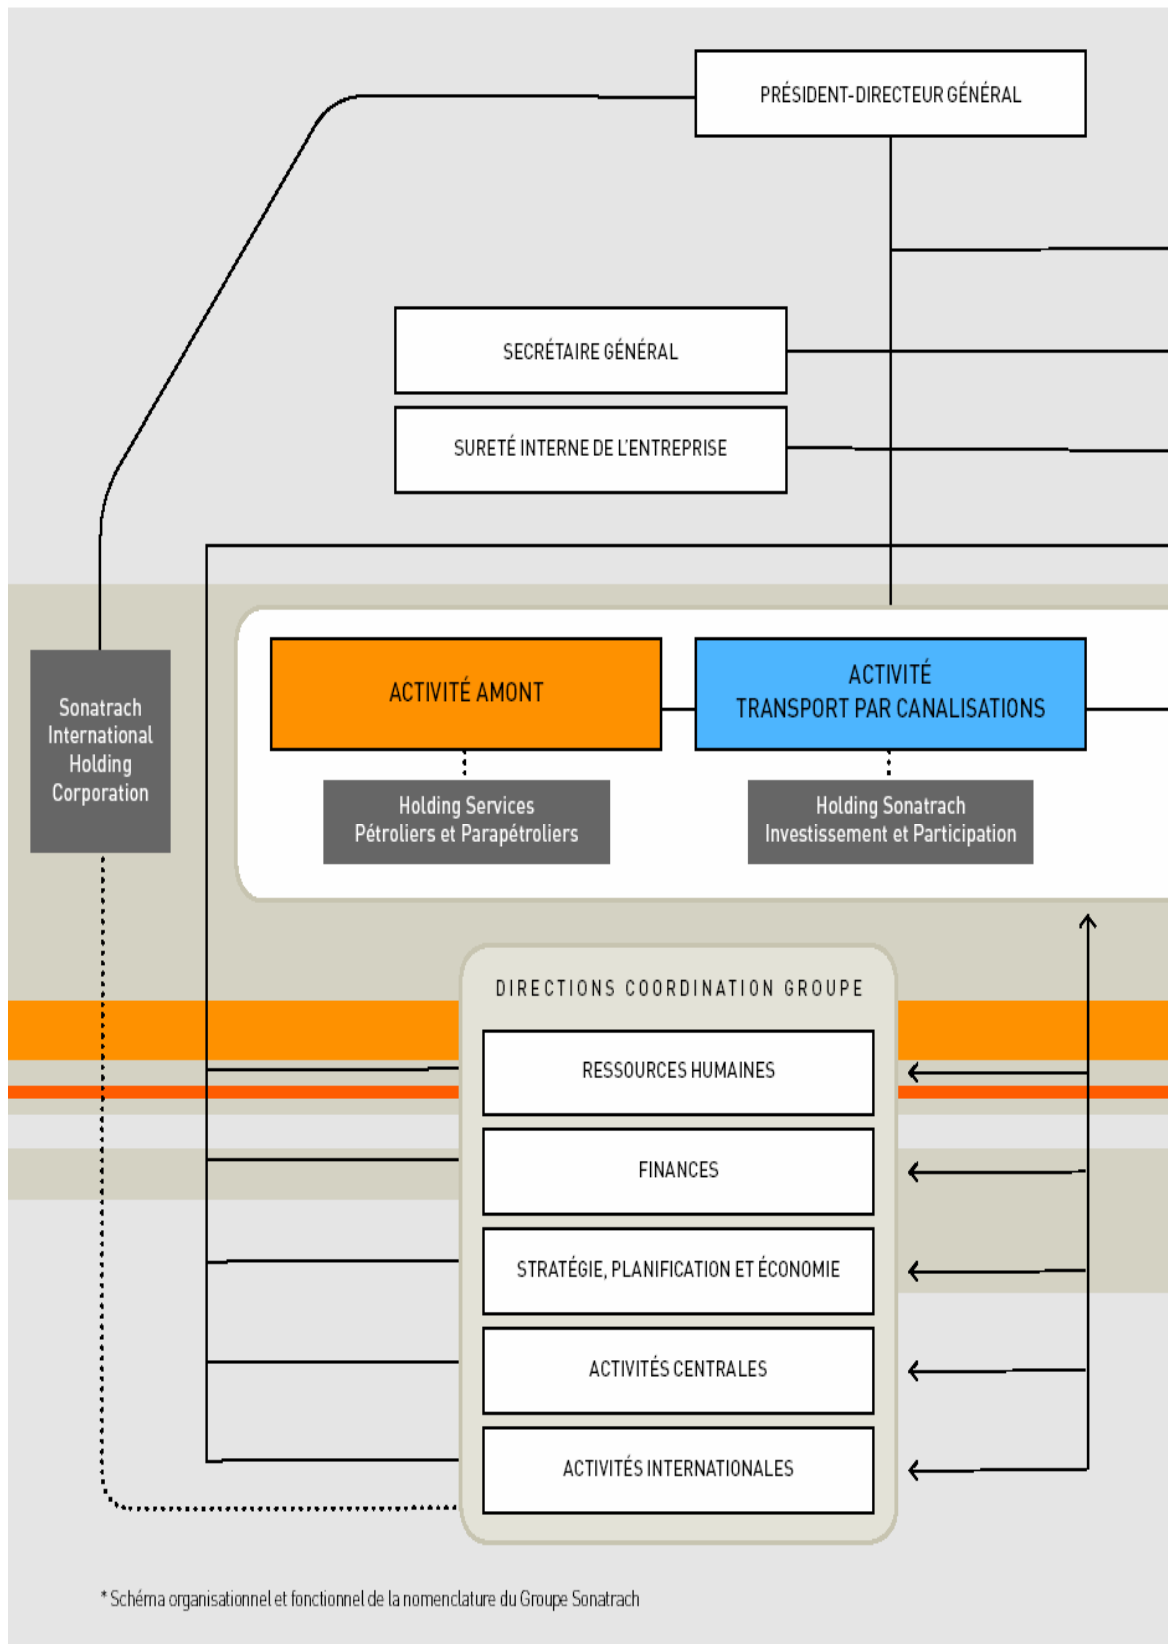 PRÉSIDENT-DIRECTEUR GÉNÉRAL
SECRÉTAIRE GÉNÉRAL
SURETÉ INTERNE DE L'ENTREPRISE
Sonatrach
International
Holding
Corporation
ACTIVITÉ AMONT
ACTIVITÉ
TRANSPORT PAR CANALISATIONS
Holding Services
Pétroliers et Parapétroliers
Holding Sonatrach
Investissement et Participation
DIRECTIONS COORDINATION GROUPE
RESSOURCES HUMAINES
FINANCES
STRATÉGIE, PLANIFICATION ET ÉCONOMIE
ACTIVITÉS CENTRALES
ACTIVITÉS INTERNATIONALES
* Schéma organisationnel et fonctionnel de la nomenclature du Groupe Sonatrach